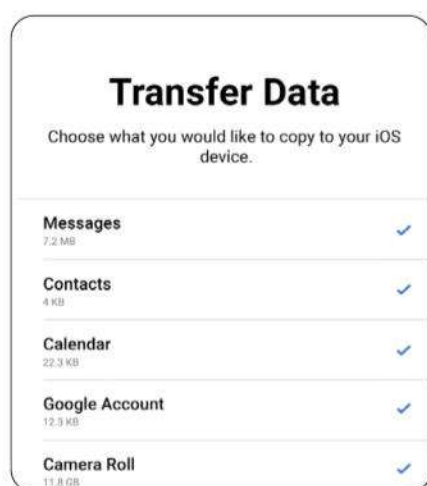 Transfer Data
Choose what you would like to copy to your iOS
device.
Messages
7.2 MB
Contacts
4 KB
Calendar
22.3 KB
Google Account
12.3 KB
Camera Roll
11.8 GB